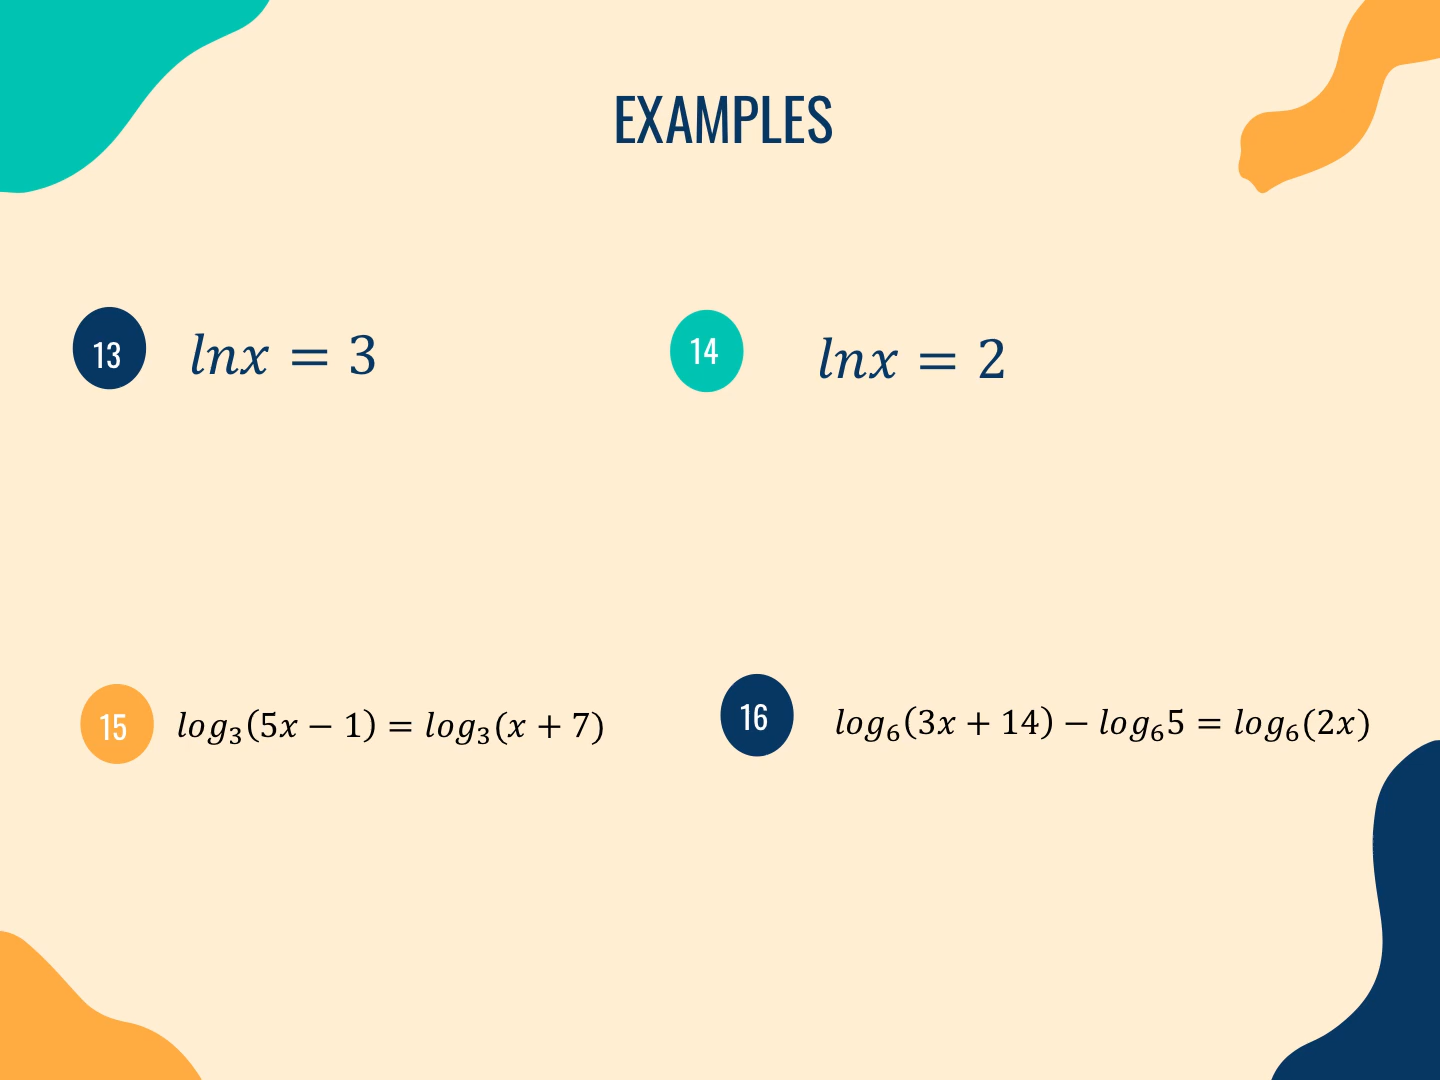 EXAMPLES
13 lnx = 3
14 lnx = 2
15 log₃(5x − 1) = log₃(x + 7)
16 log₆(3x + 14) − log₆5 = log₆(2x)